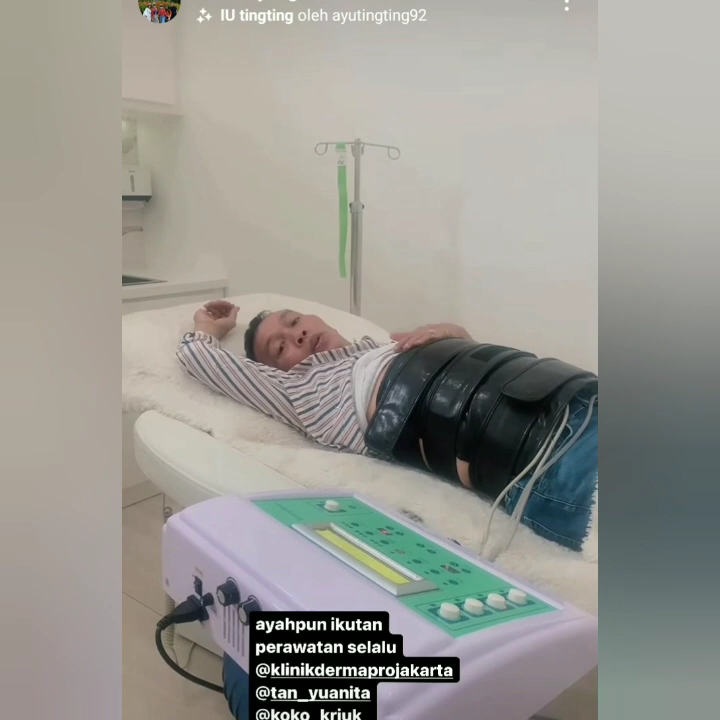 IU tingting oleh ayutingting92
ayahpun ikutan
perawatan selalu
@klinikdermaprojakarta
@tan_yuanita
@koko_kriuk